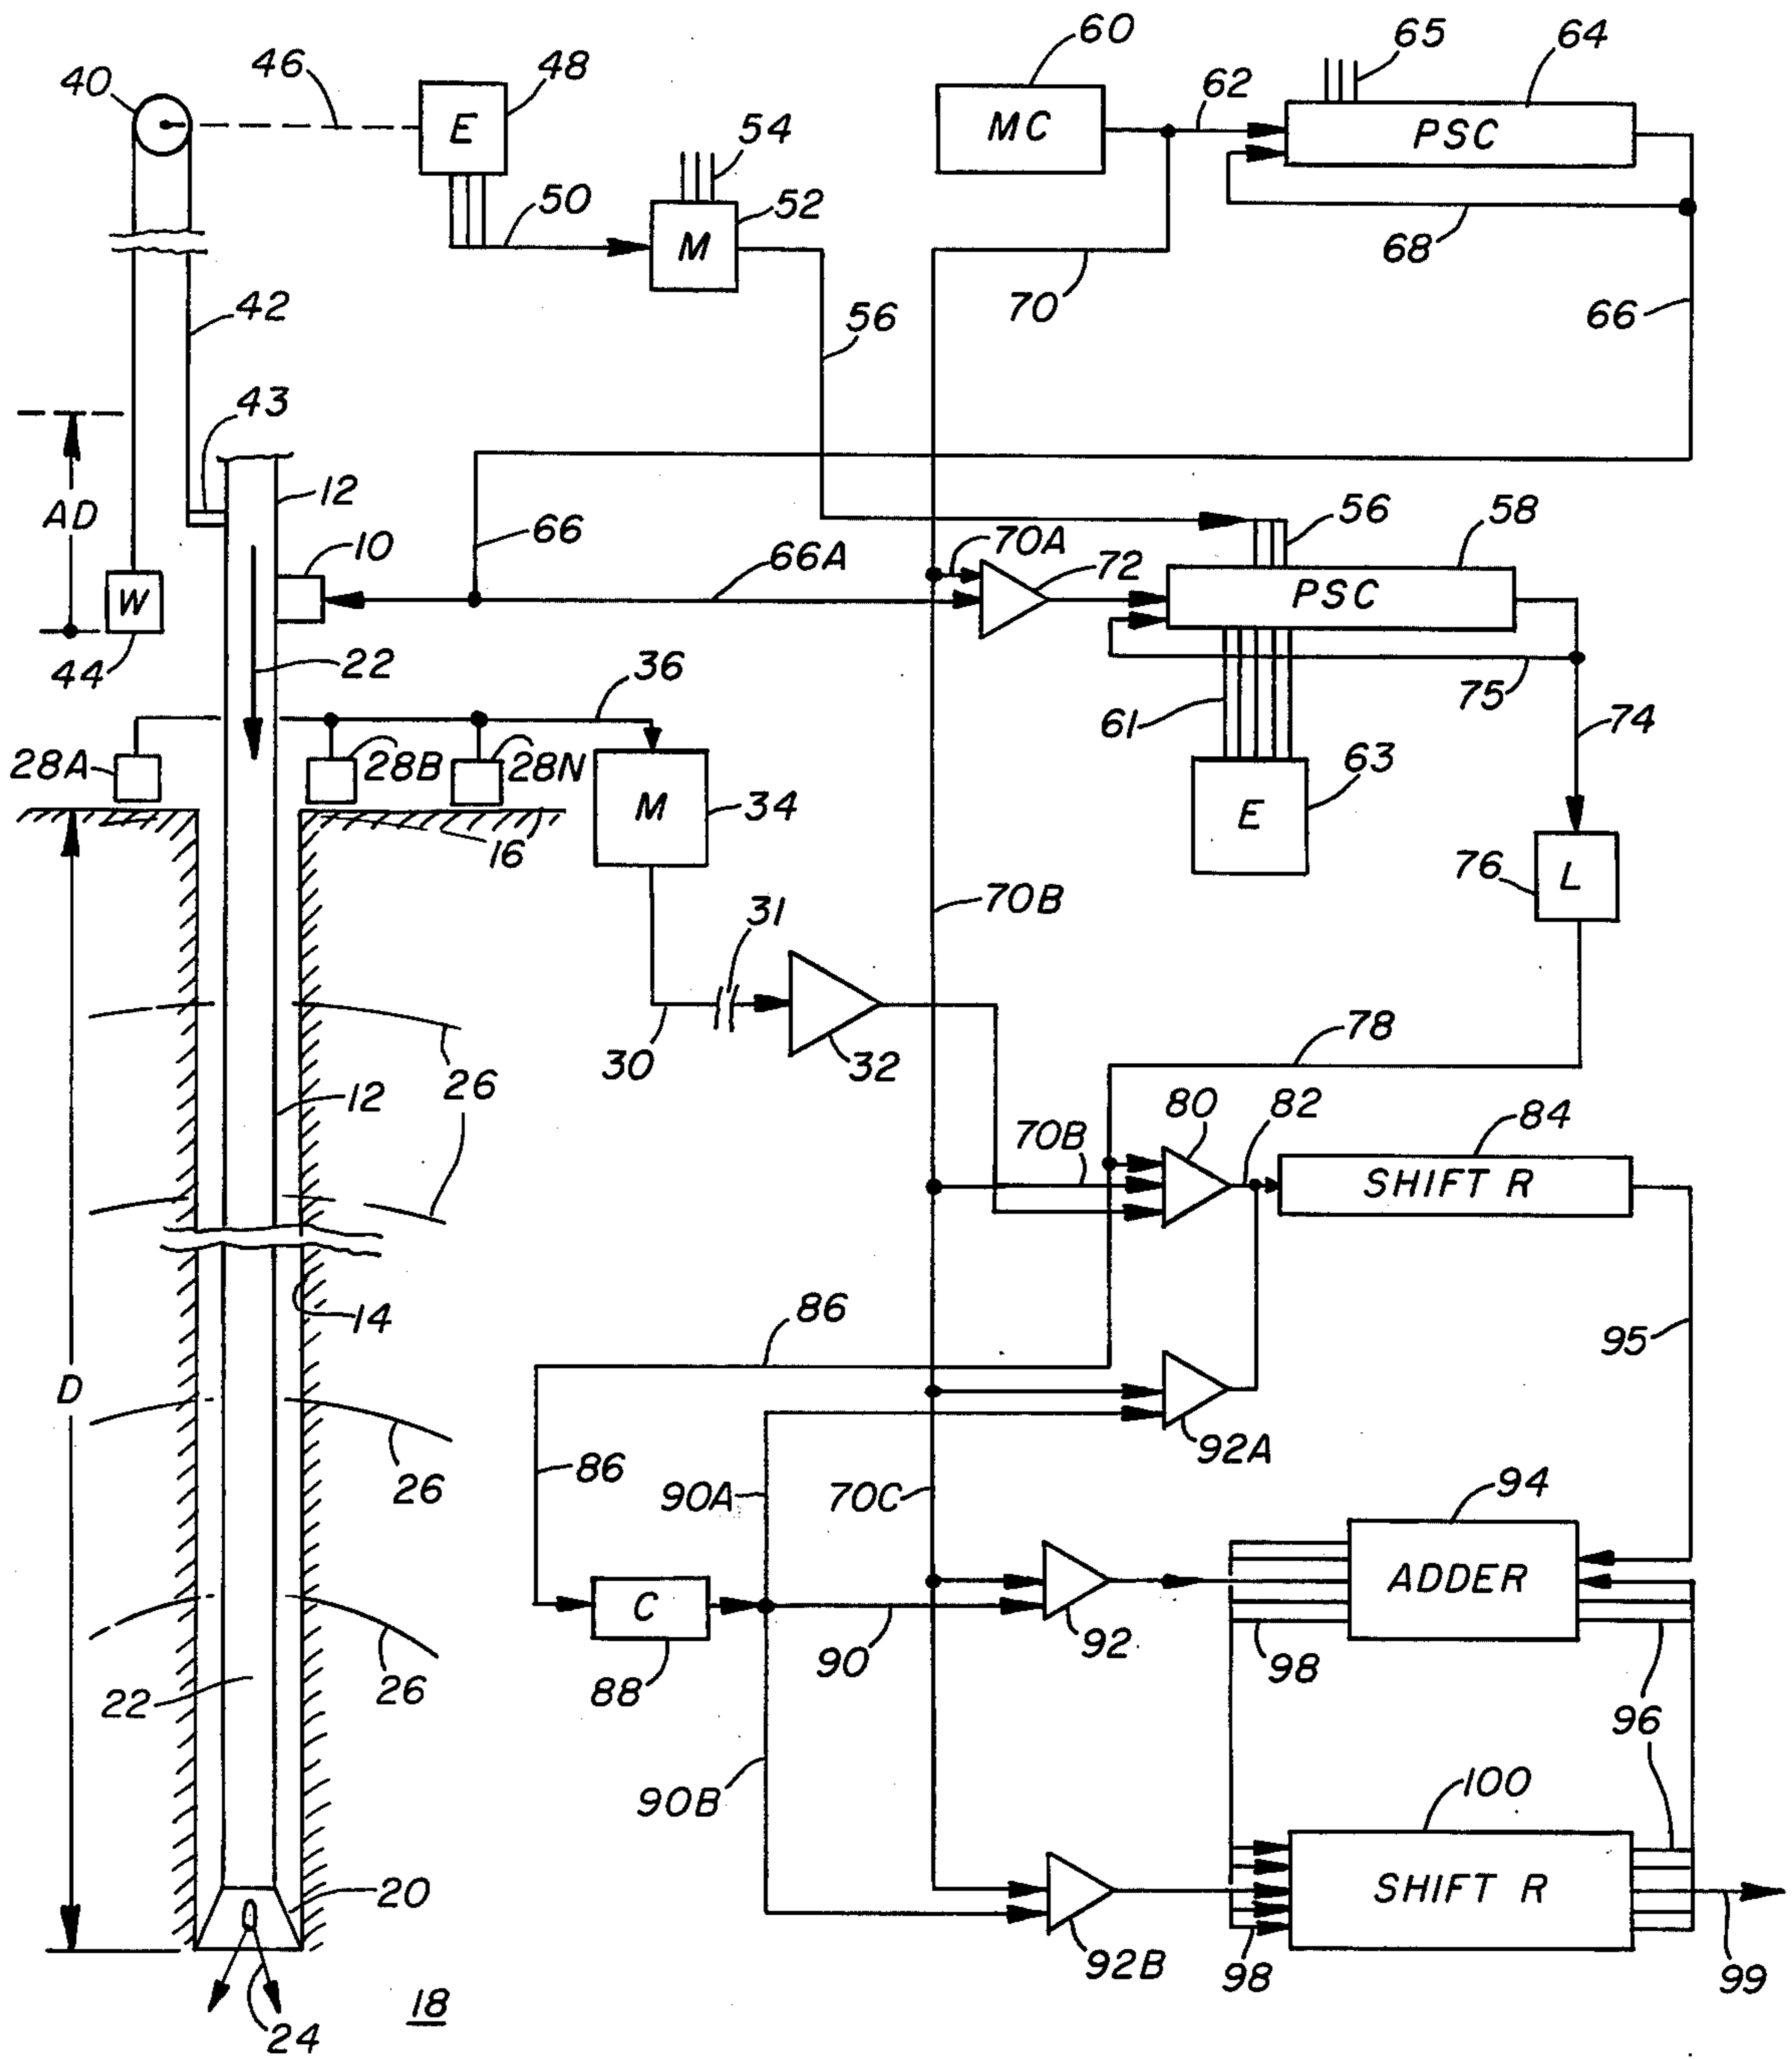 60
65
64
40
46
48
62
E
MC
PSC
54
50
52
M
68
70
66
42
56
43
12
56
58
AD
10
66
66A
70A
72
W
PSC
44
22
36
75
74
61
28A
28B
28N
63
M
34
E
16
76
L
70B
31
30
32
78
26
12
80
82
84
70B
SHIFT R
14
86
95
D
92A
86
90A
70C
94
26
ADDER
C
92
90
98
22
26
88
96
90B
100
20
SHIFT R
92B
98
99
18
24